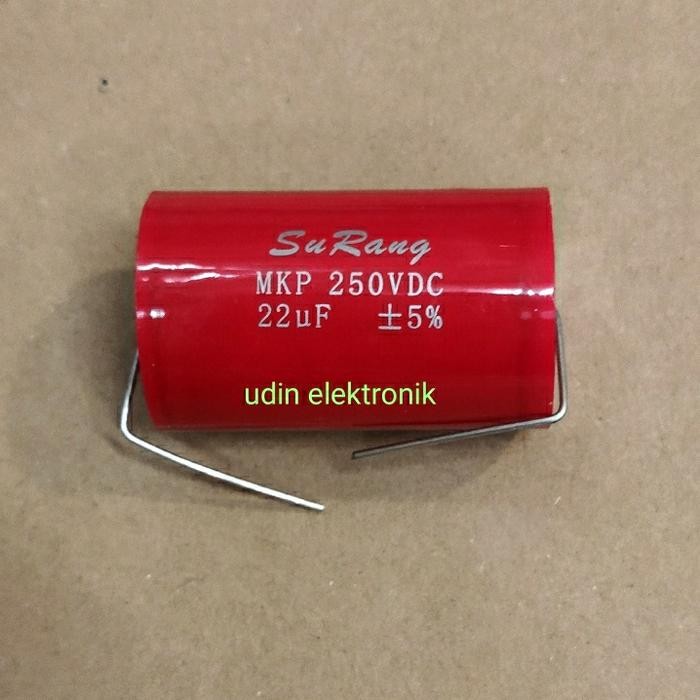 SuRang
MKP 250VDC
22uF ±5%
udin elektronik